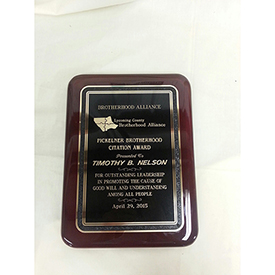 BROTHERHOOD ALLIANCE
Lycoming County
Brotherhood Alliance
FICKELNER BROTHERHOOD
CITATION AWARD
Presented To
TIMOTHY B. NELSON
FOR OUTSTANDING LEADERSHIP
IN PROMOTING THE CAUSE OF
GOOD WILL AND UNDERSTANDING
AMONG ALL PEOPLE
April 29, 2015